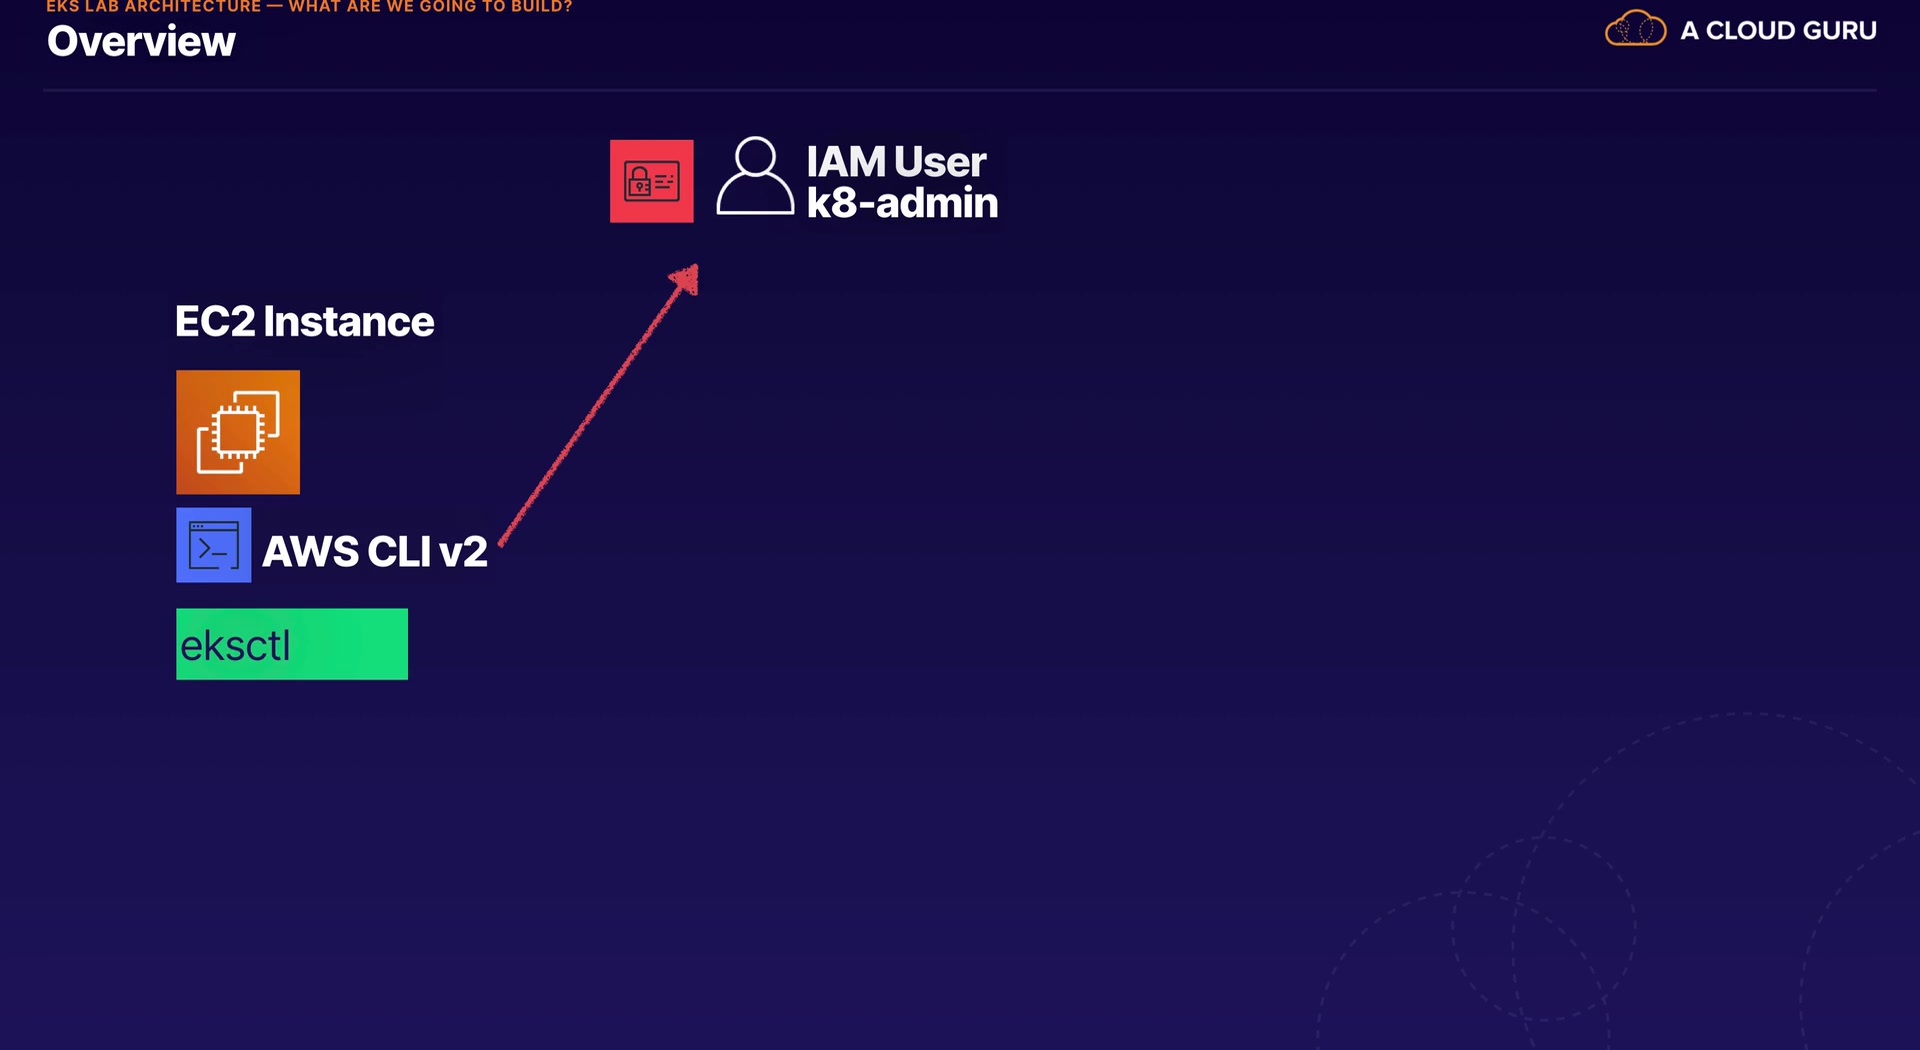 EKS LAB ARCHITECTURE — WHAT ARE WE GOING TO BUILD?
Overview
A CLOUD GURU
IAM User
k8-admin
EC2 Instance
AWS CLI v2
eksctl